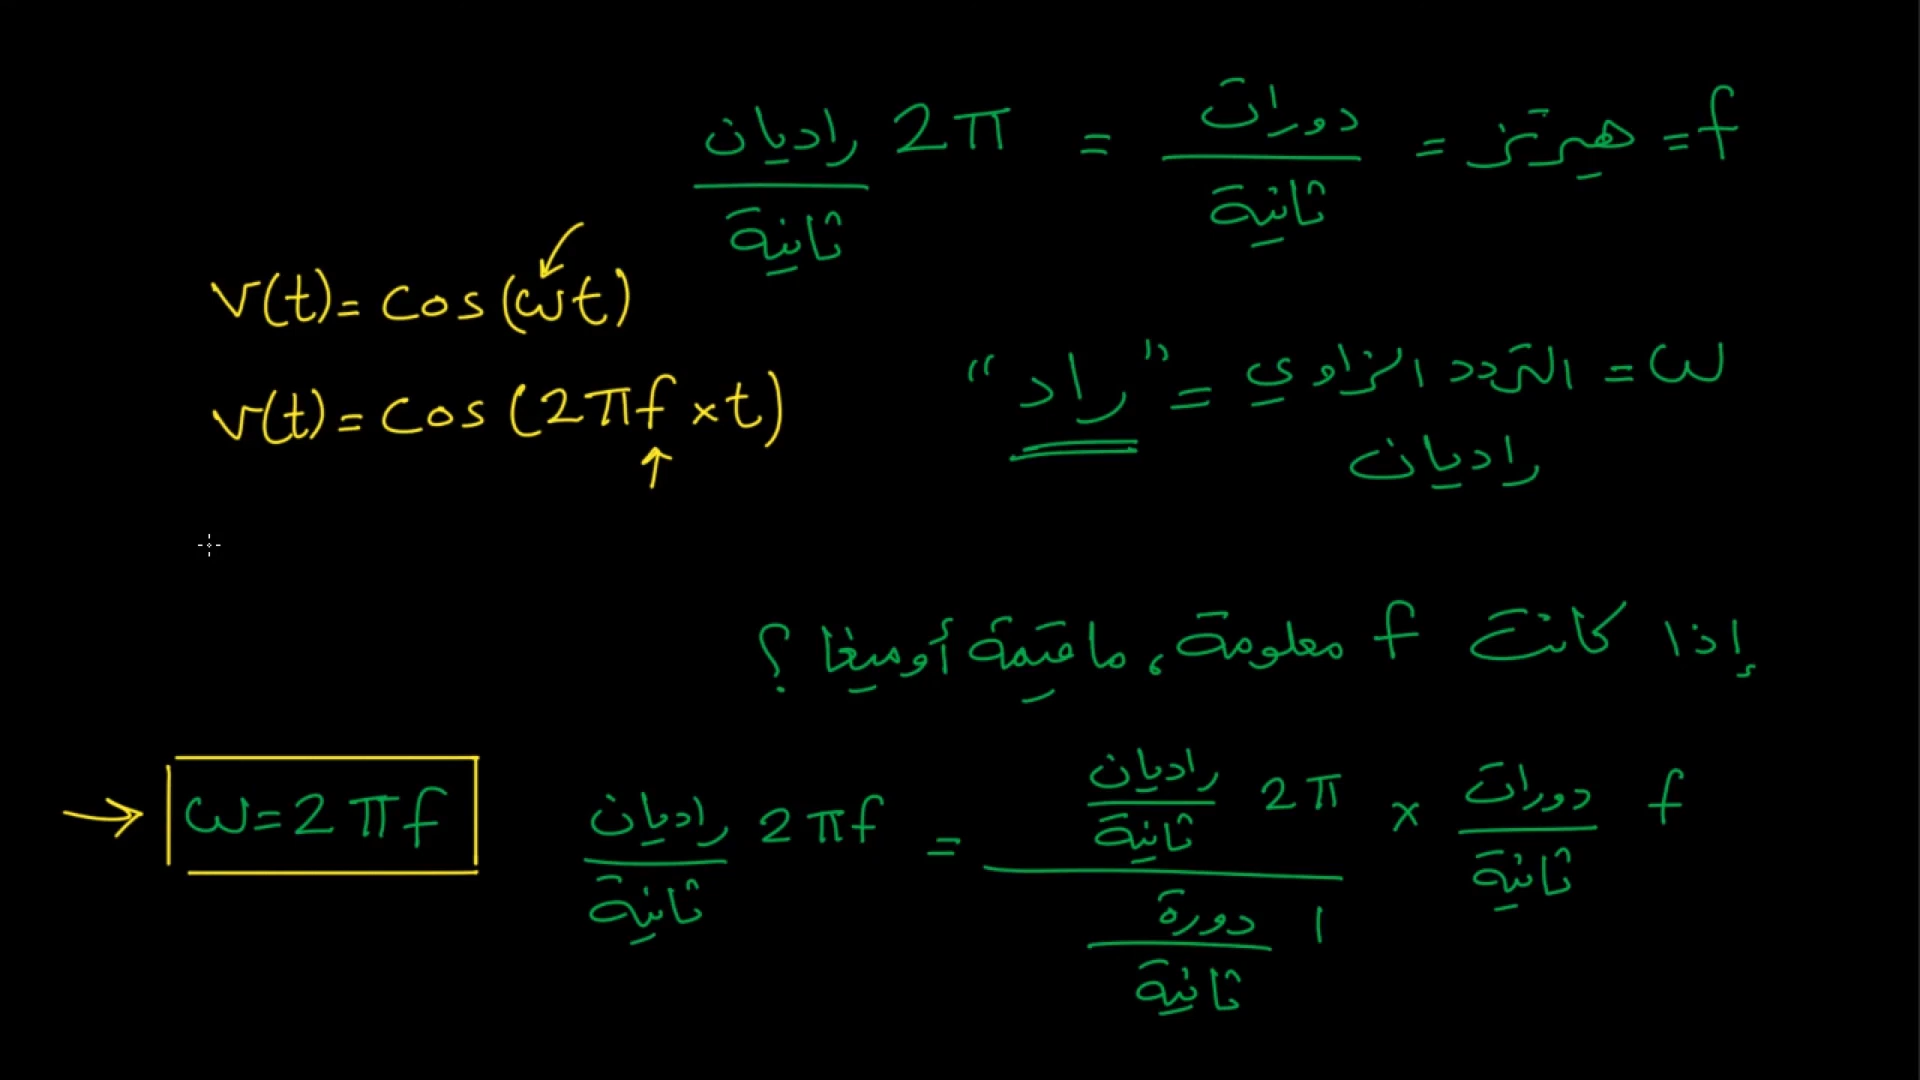 f = هيرتز = دورات/ثانية = 2π راديان/ثانية
v(t) = cos(ωt)
v(t) = cos(2πf × t)
ω = التردد الزاوي = "راد"
راديان
إذا كانت f معلومة، ما قيمة أوميغا ؟
f دورات/ثانية × (2π راديان/ثانية)/(1 دورة/ثانية) = 2πf راديان/ثانية
→ ω = 2πf